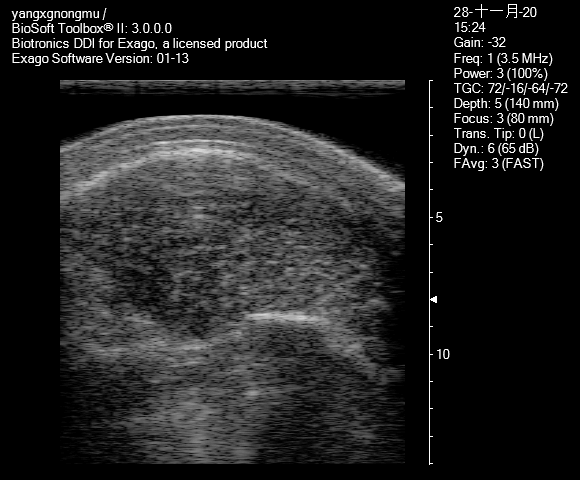 yangxgnongmu /
BioSoft Toolbox® II: 3.0.0.0
Biotronics DDI for Exago, a licensed product
Exago Software Version: 01-13
28-十一月-20
15:24
Gain: -32
Freq: 1 (3.5 MHz)
Power: 3 (100%)
TGC: 72/-16/-64/-72
Depth: 5 (140 mm)
Focus: 3 (80 mm)
Trans. Tip: 0 (L)
Dyn.: 6 (65 dB)
FAvg: 3 (FAST)
5
10